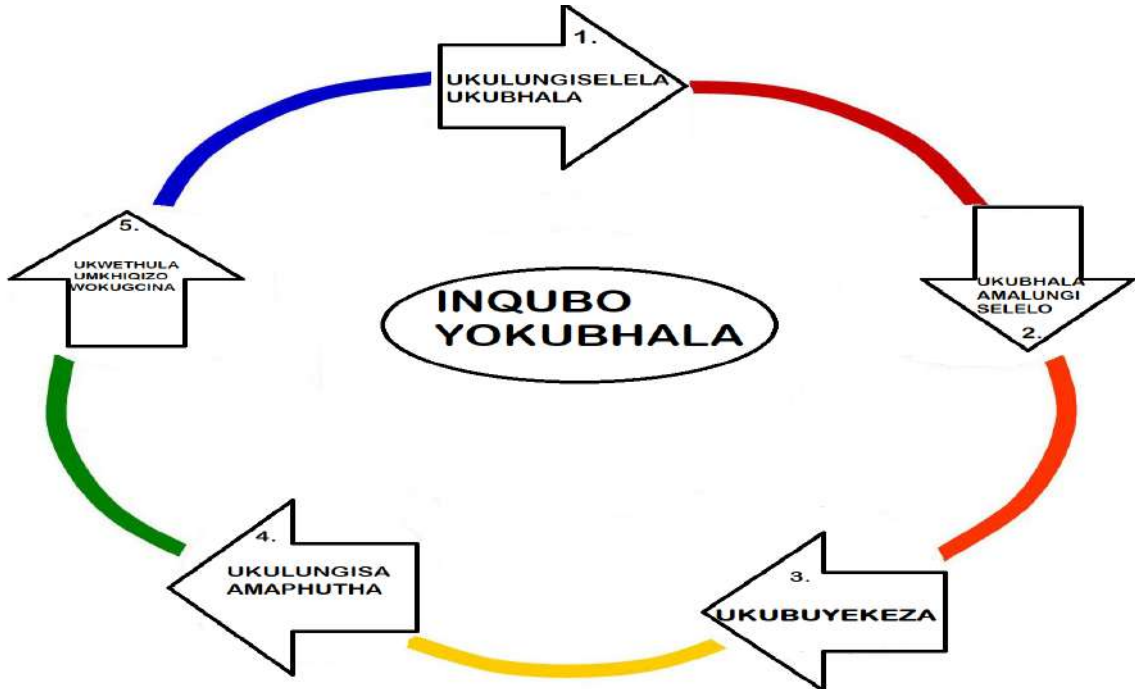 1.
UKULUNGISELELA
UKUBHALA
UKUBHALA
AMALUNGI
SELELO
2.
3.
UKUBUYEKEZA
4.
UKULUNGISA
AMAPHUTHA
5.
UKWETHULA
UMKHIQIZO
WOKUGCINA
INQUBO
YOKUBHALA